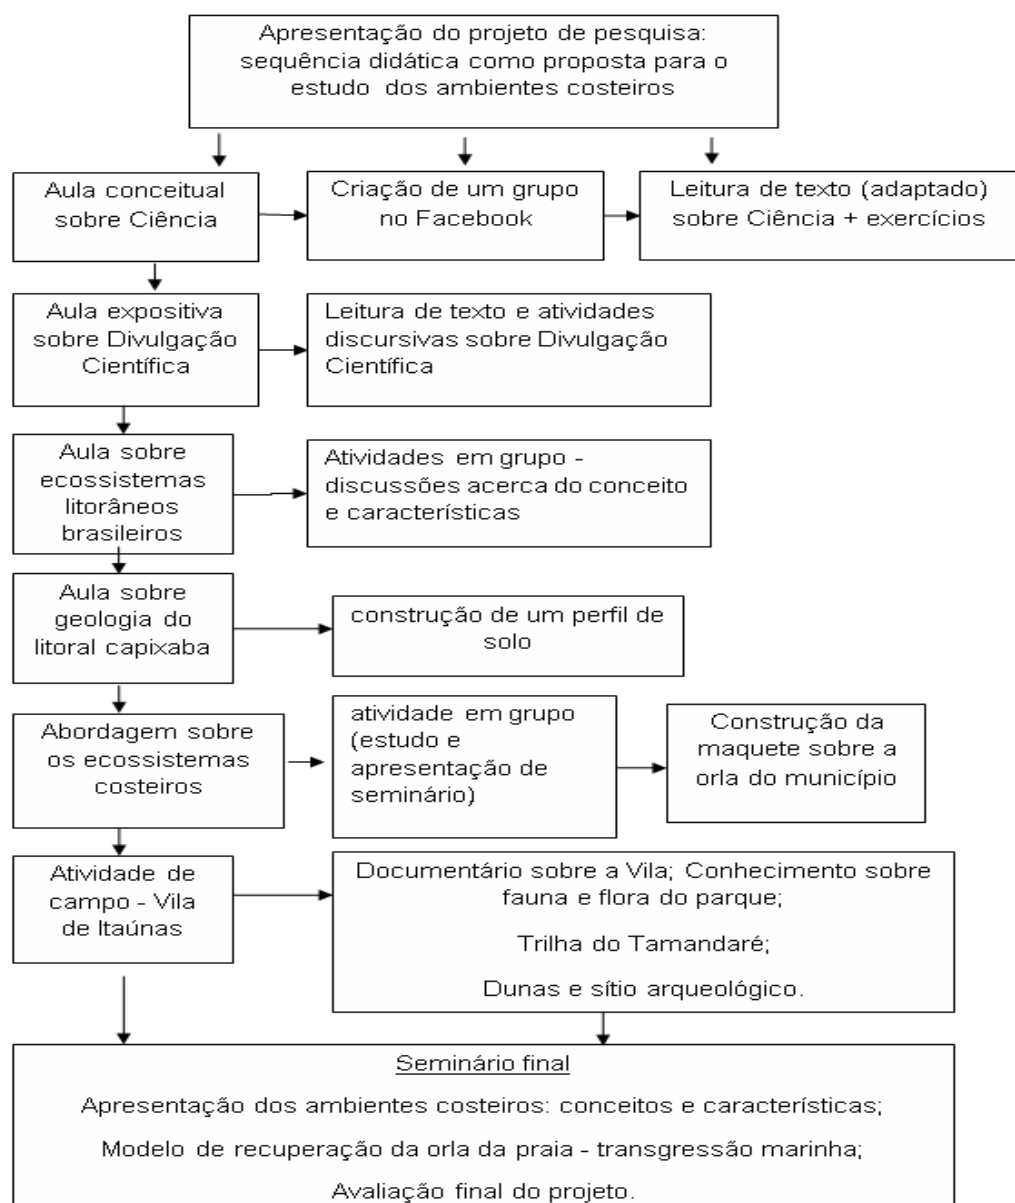 Apresentação do projeto de pesquisa:
sequência didática como proposta para o
estudo dos ambientes costeiros
Aula conceitual
sobre Ciência
Criação de um grupo
no Facebook
Leitura de texto (adaptado)
sobre Ciência + exercícios
Aula expositiva
sobre Divulgação
Científica
Leitura de texto e atividades
discursivas sobre Divulgação
Científica
Aula sobre
ecossistemas
litorâneos
brasileiros
Atividades em grupo -
discussões acerca do conceito
e características
Aula sobre
geologia do
litoral capixaba
construção de um perfil de
solo
Abordagem sobre
os ecossistemas
costeiros
atividade em grupo
(estudo e
apresentação de
seminário)
Construção da
maquete sobre a
orla do município
Atividade de
campo - Vila
de Itaúnas
Documentário sobre a Vila; Conhecimento sobre
fauna e flora do parque;
Trilha do Tamandaré;
Dunas e sítio arqueológico.
Seminário final
Apresentação dos ambientes costeiros: conceitos e características;
Modelo de recuperação da orla da praia - transgressão marinha;
Avaliação final do projeto.